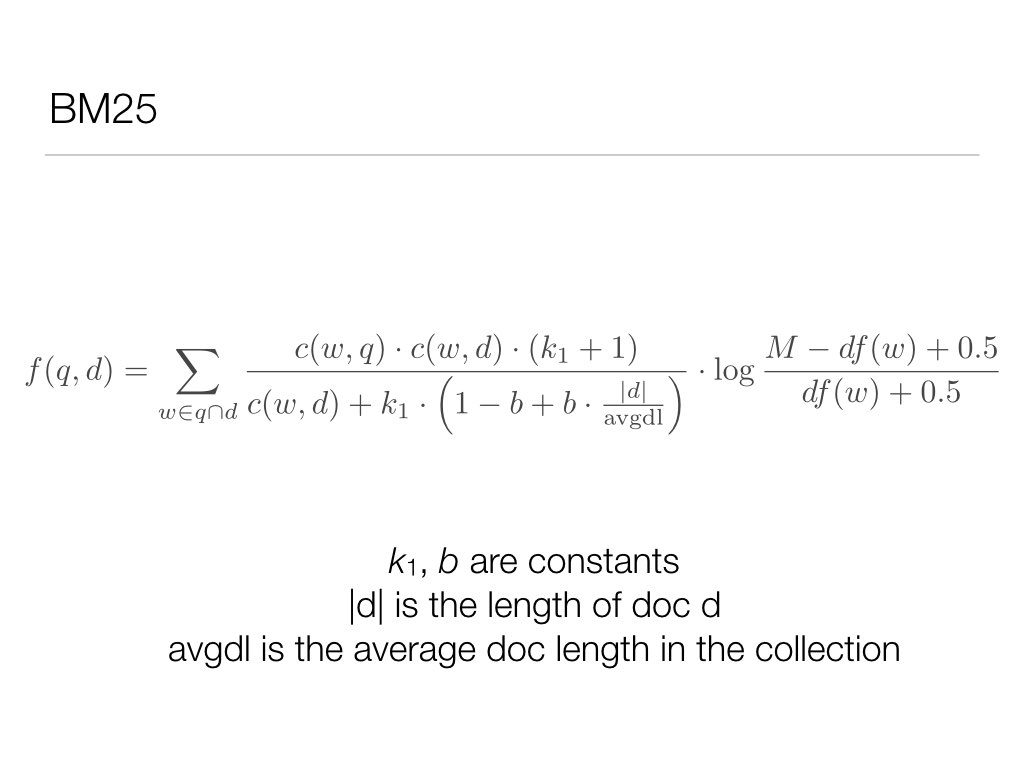 BM25
f(q, d) = \sum_{w \in q \cap d} \frac{c(w, q) \cdot c(w, d) \cdot (k_1 + 1)}{c(w, d) + k_1 \cdot \left(1 - b + b \cdot \frac{|d|}{\text{avgdl}}\right)} \cdot \log \frac{M - df(w) + 0.5}{df(w) + 0.5}
k₁, b are constants
|d| is the length of doc d
avgdl is the average doc length in the collection